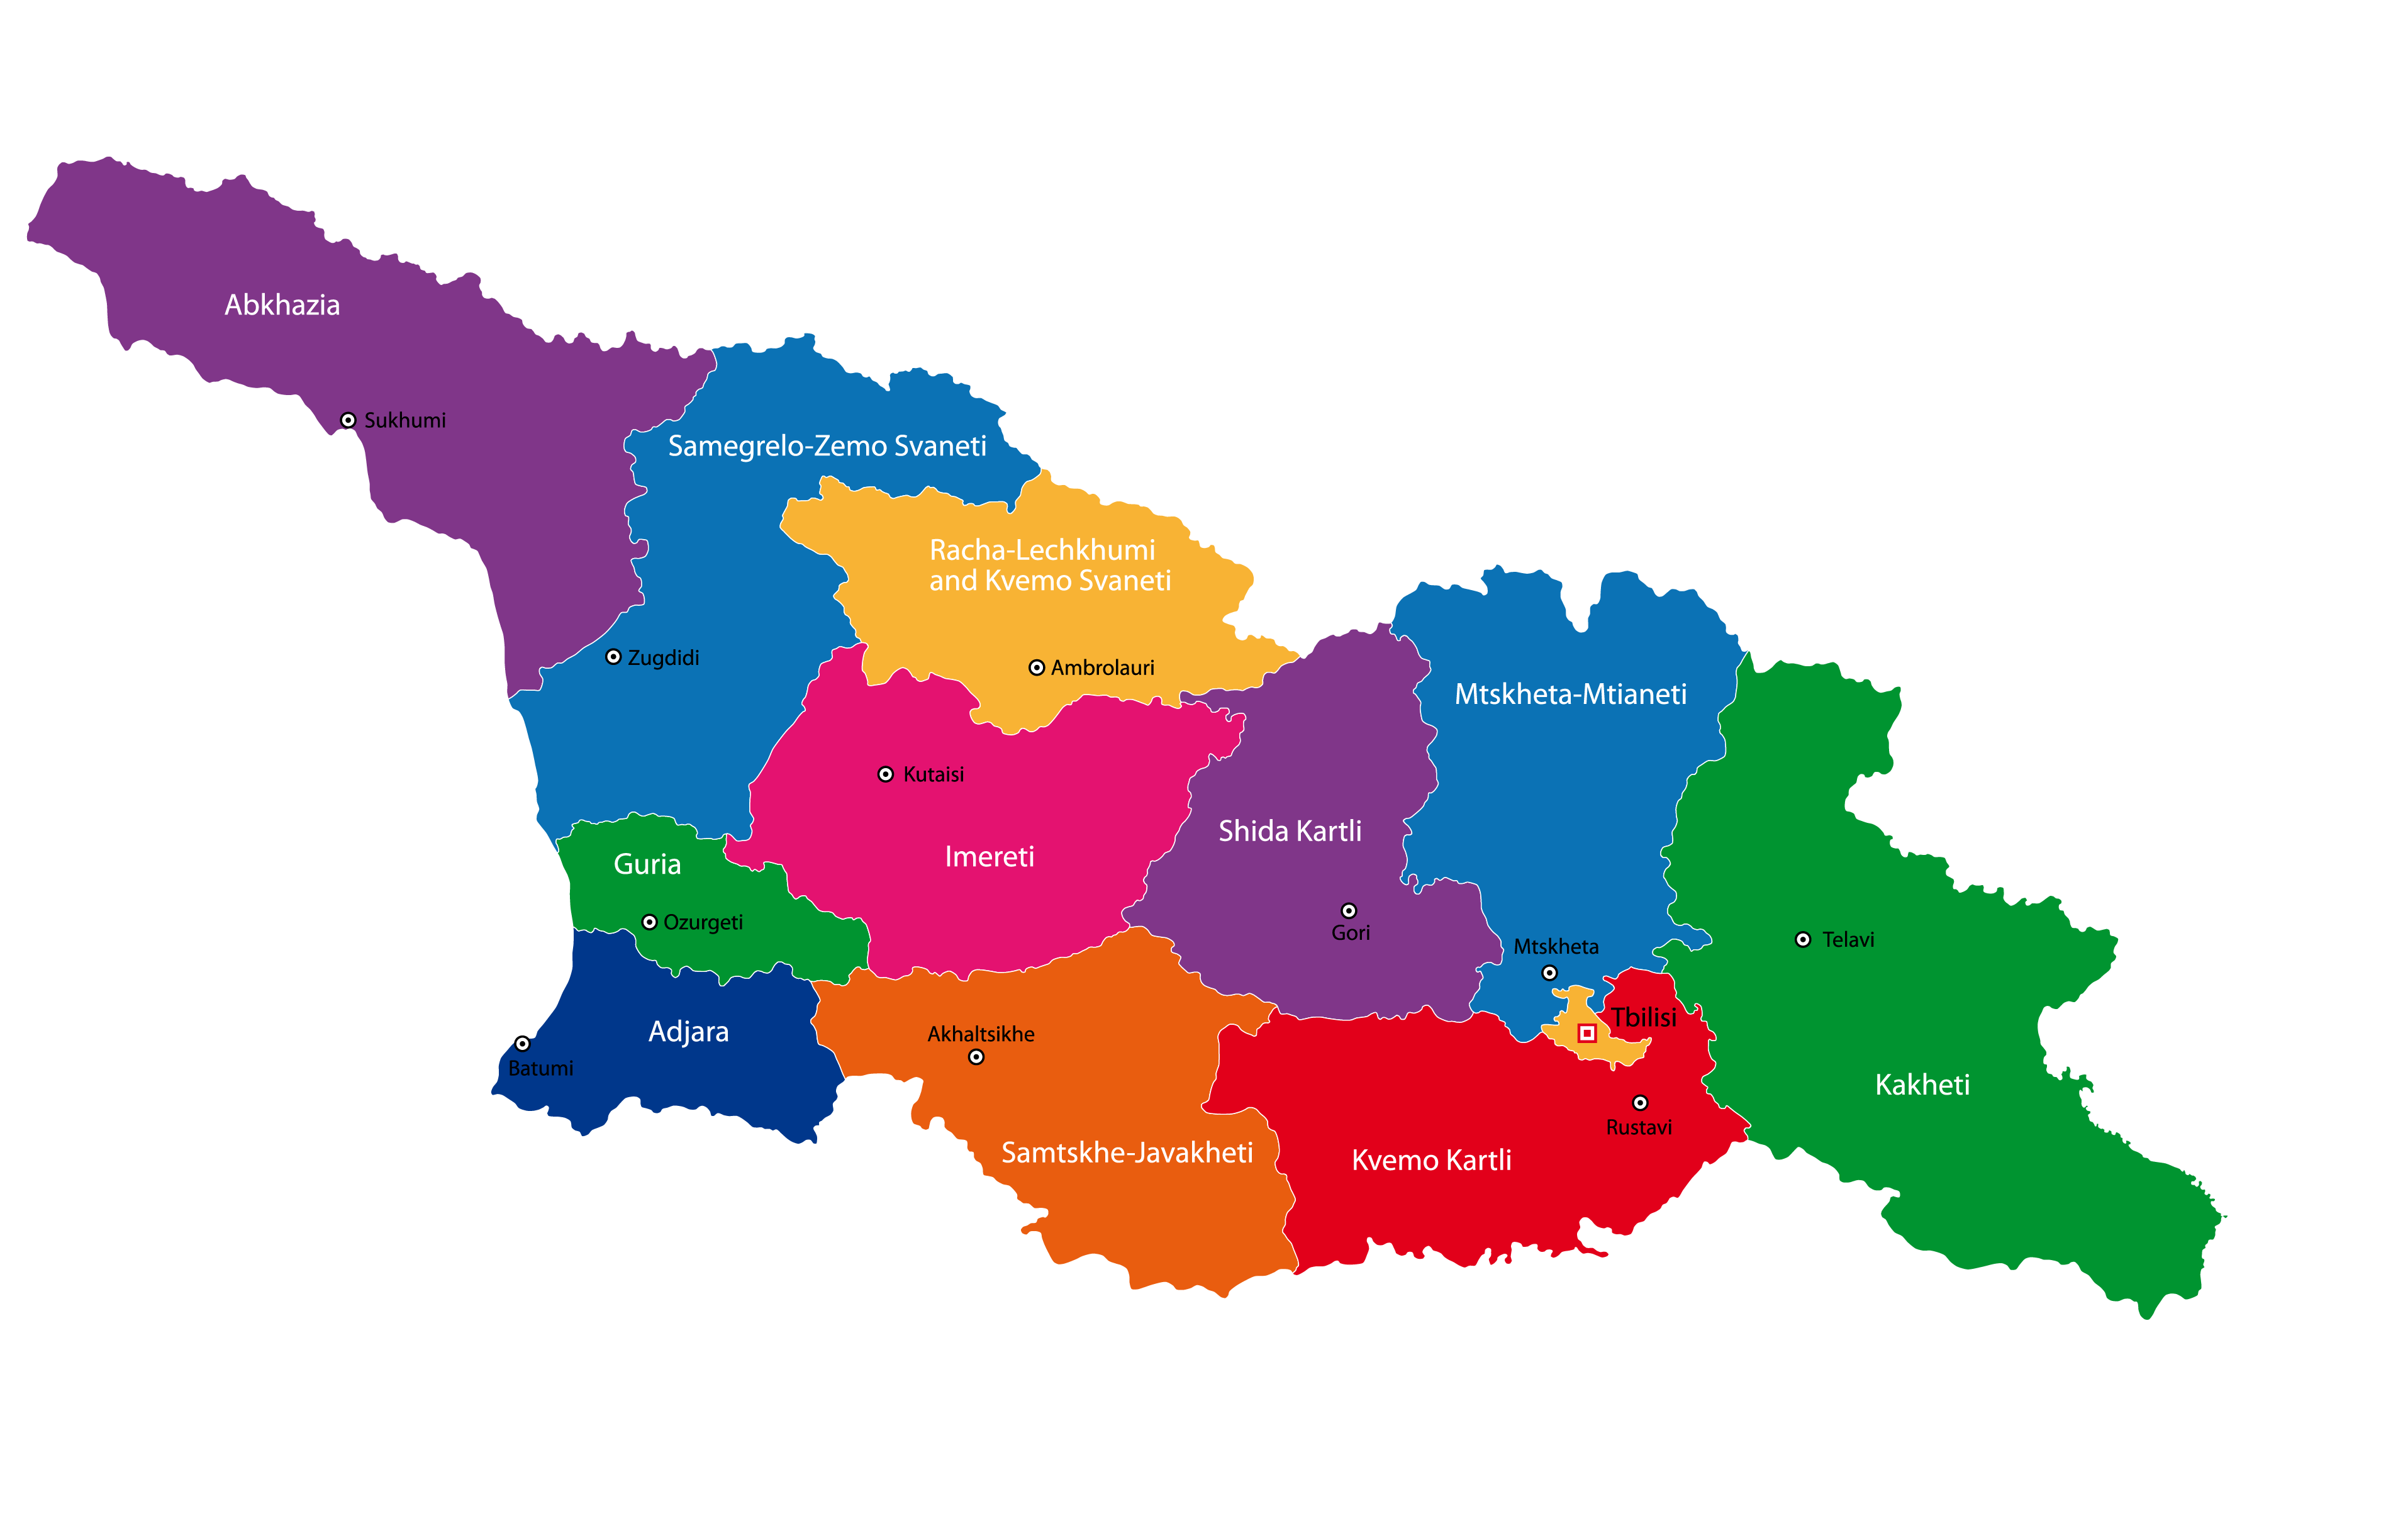 Abkhazia
Sukhumi
Samegrelo-Zemo Svaneti
Racha-Lechkhumi
and Kvemo Svaneti
Zugdidi
Ambrolauri
Mtskheta-Mtianeti
Kutaisi
Shida Kartli
Imereti
Guria
Ozurgeti
Gori
Mtskheta
Telavi
Tbilisi
Adjara
Akhaltsikhe
Batumi
Kakheti
Rustavi
Samtskhe-Javakheti
Kvemo Kartli